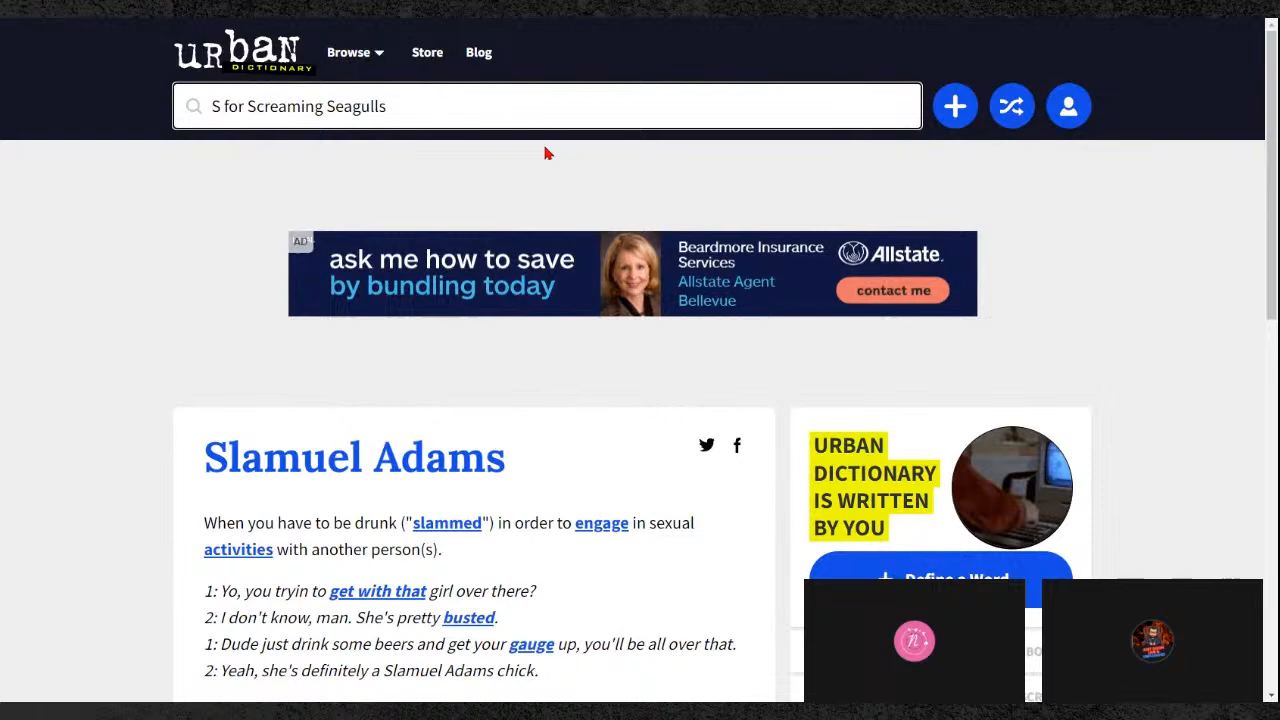 urban
DICTIONARY
Browse
Store
Blog
S for Screaming Seagulls
AD
ask me how to save
by bundling today
Beardmore Insurance
Services
Allstate Agent
Bellevue
Allstate.
contact me
Slamuel Adams
When you have to be drunk ("slammed") in order to engage in sexual
activities with another person(s).
1: Yo, you tryin to get with that girl over there?
2: I don't know, man. She's pretty busted.
1: Dude just drink some beers and get your gauge up, you'll be all over that.
2: Yeah, she's definitely a Slamuel Adams chick.
URBAN
DICTIONARY
IS WRITTEN
BY YOU
Define a Word
n